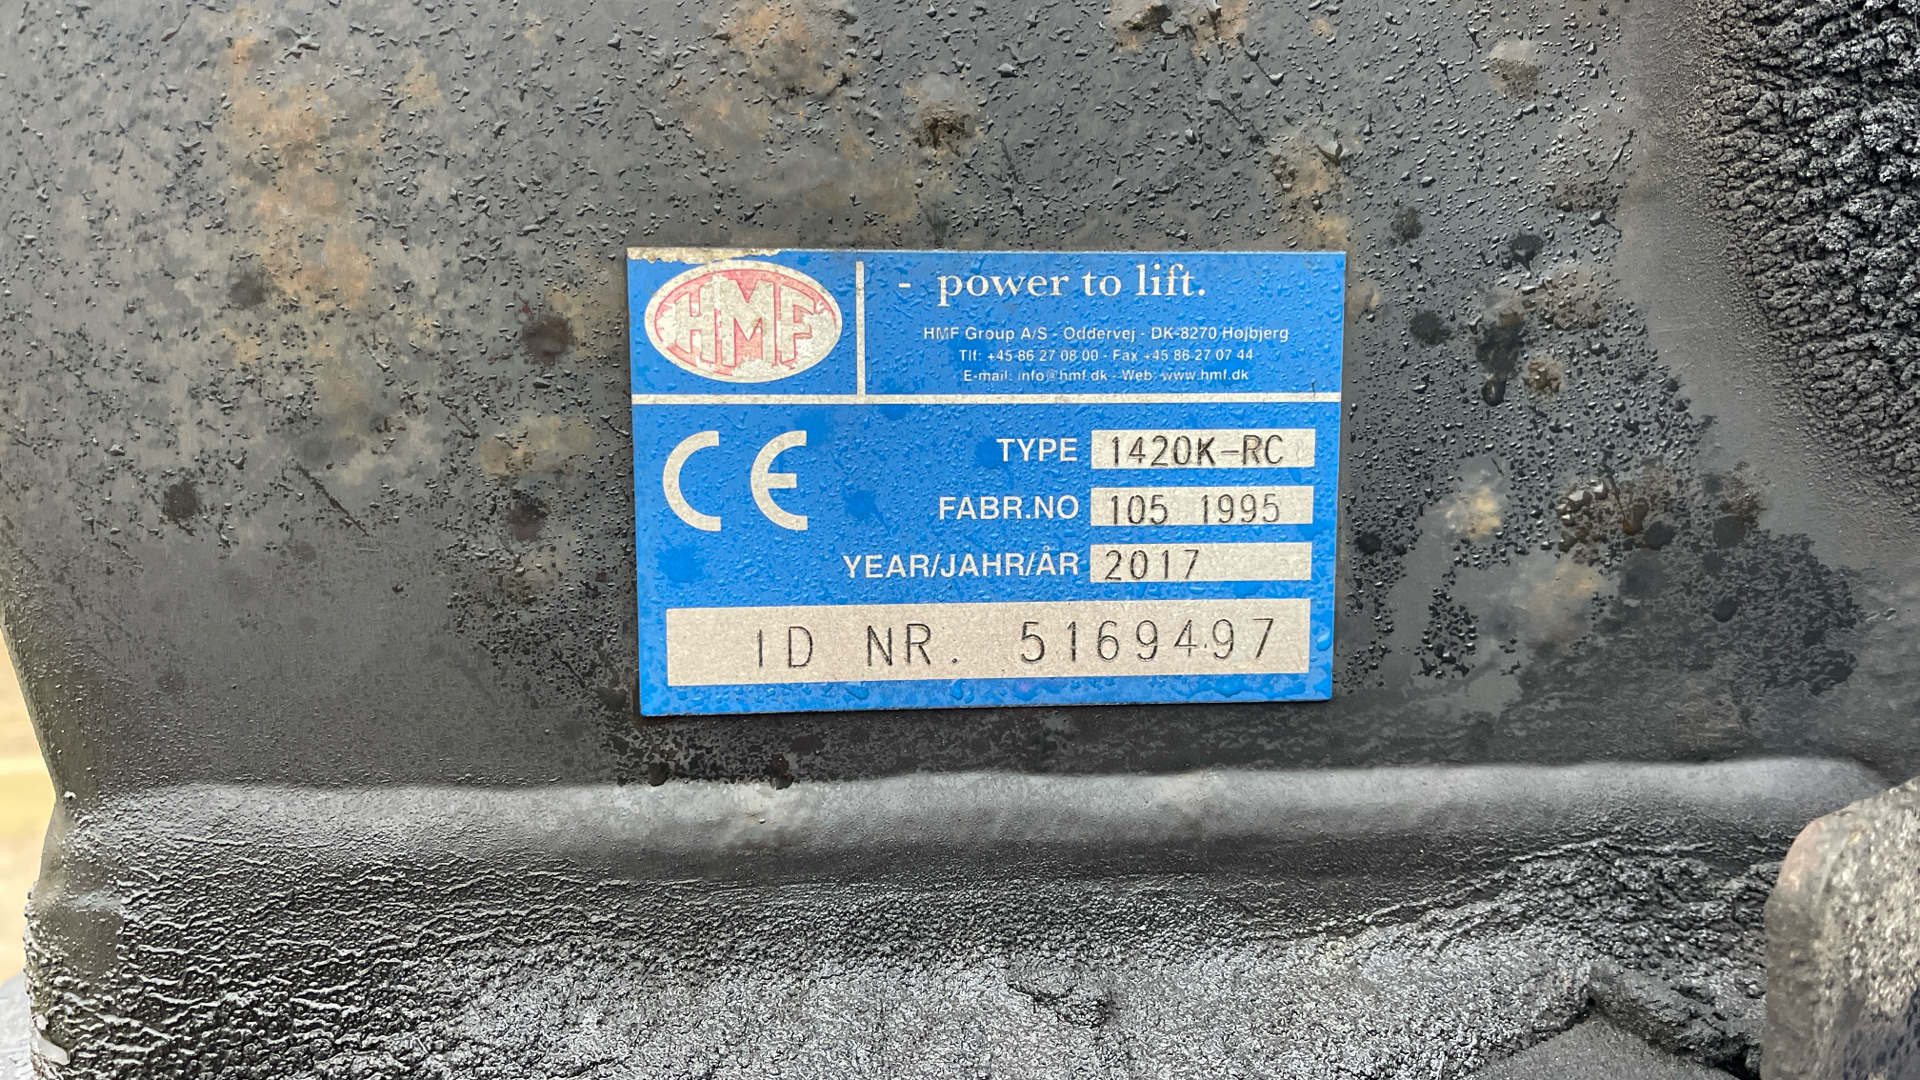 HMF
- power to lift.
HMF Group A/S - Oddervej - DK-8270 Højbjerg
Tlf: +45 86 27 08 00 - Fax +45 86 27 07 44
E-mail: info@hmf.dk - Web: www.hmf.dk
CE
TYPE 1420K-RC
FABR.NO 105 1995
YEAR/JAHR/ÅR 2017
ID NR. 5169497